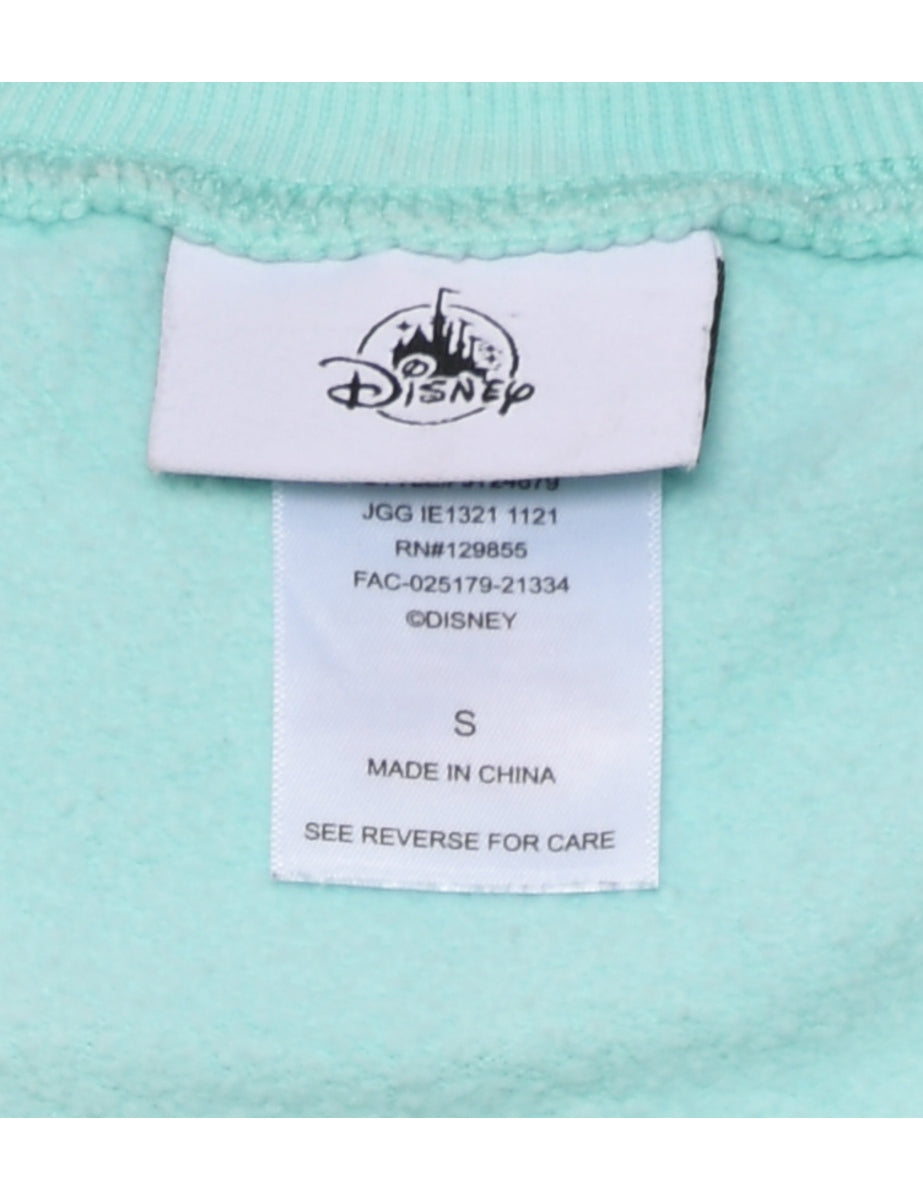 DISNEY
JGG IE1321 1121
RN#129855
FAC-025179-21334
©DISNEY
S
MADE IN CHINA
SEE REVERSE FOR CARE